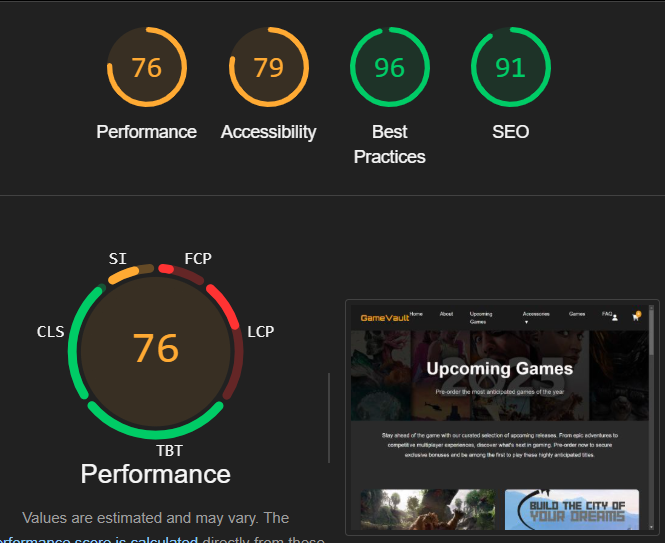 76
79
96
91
Performance
Accessibility
Best
Practices
SEO
SI
FCP
CLS
LCP
TBT
76
Performance
Values are estimated and may vary. The
performance score is calculated directly from these
GameVault
Home
About
Upcoming
Games
Accessories
Games
FAQ
2025
Upcoming Games
Pre-order the most anticipated games of the year
Stay ahead of the game with our curated selection of upcoming releases. From epic adventures to
competitive multiplayer experiences, discover what's next in gaming. Pre-order now to secure
exclusive bonuses and be among the first to play these highly anticipated titles.
BUILD THE CITY OF
YOUR DREAMS